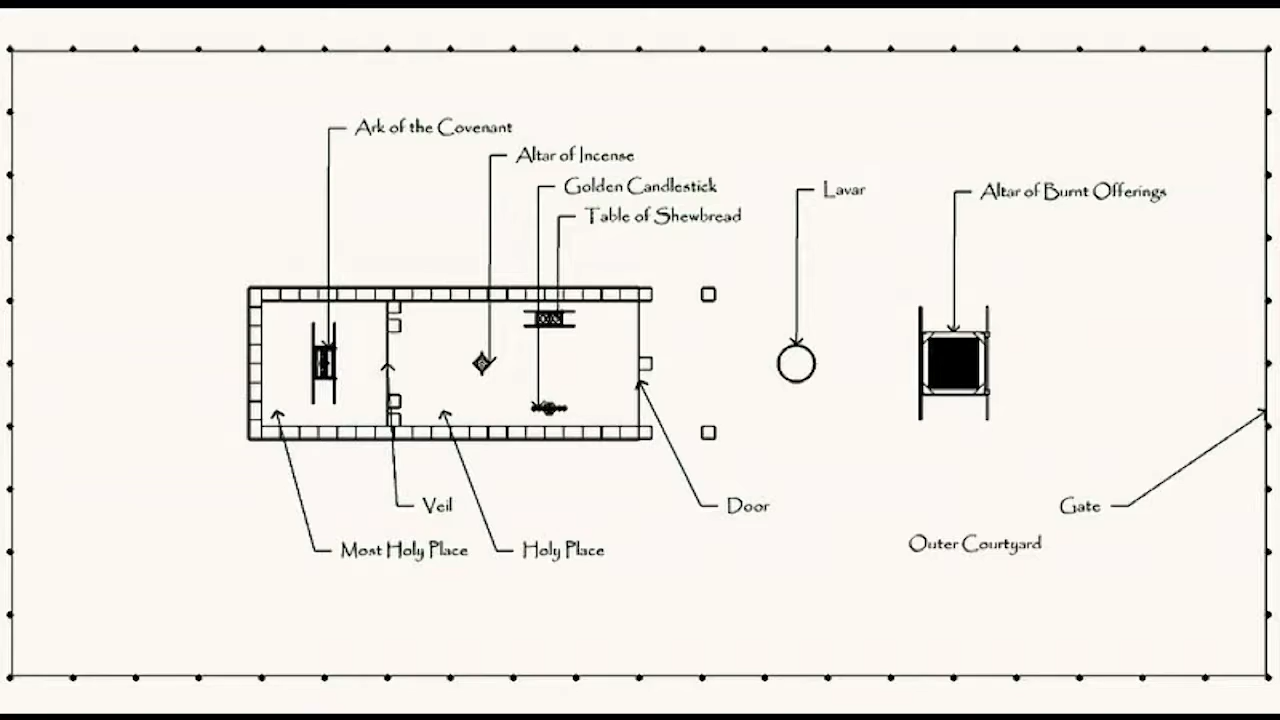 Ark of the Covenant
Altar of Incense
Golden Candlestick
Table of Shewbread
Lavar
Altar of Burnt Offerings
Veil
Door
Gate
Most Holy Place
Holy Place
Outer Courtyard